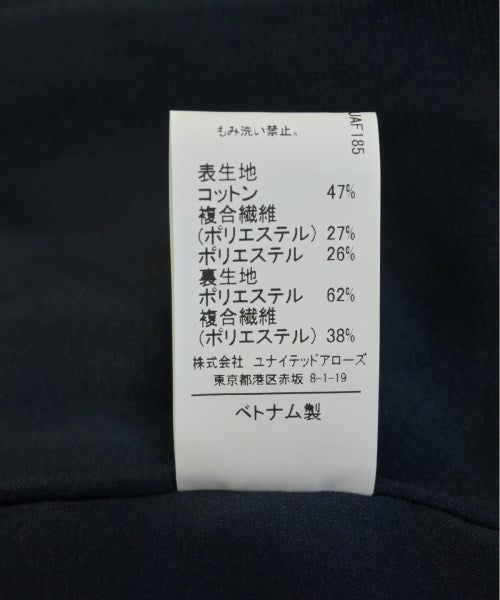 もみ洗い禁止。
UAF185
表生地
コットン 47%
複合繊維
(ポリエステル) 27%
ポリエステル 26%
裏生地
ポリエステル 62%
複合繊維
(ポリエステル) 38%
株式会社 ユナイテッドアローズ
東京都港区赤坂 8-1-19
ベトナム製